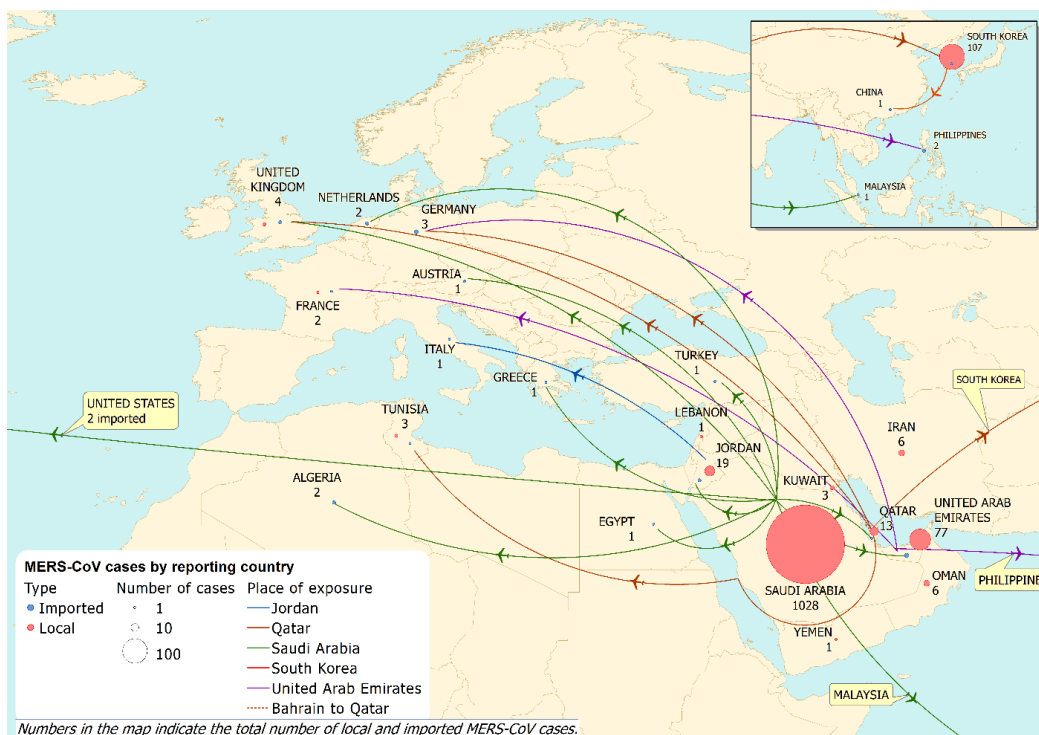 SOUTH KOREA
107
CHINA
1
PHILIPPINES
2
MALAYSIA
1
UNITED
KINGDOM
4
NETHERLANDS
2
GERMANY
3
AUSTRIA
1
FRANCE
2
ITALY
1
GREECE
1
TURKEY
1
UNITED STATES
2 imported
TUNISIA
3
LEBANON
1
JORDAN
19
SOUTH KOREA
IRAN
6
ALGERIA
2
KUWAIT
3
EGYPT
1
QATAR
13
UNITED ARAB
EMIRATES
77
PHILIPPINE
OMAN
6
SAUDI ARABIA
1028
YEMEN
1
MALAYSIA
MERS-CoV cases by reporting country
Type
Imported
Local
Number of cases
1
10
100
Place of exposure
Jordan
Qatar
Saudi Arabia
South Korea
United Arab Emirates
Bahrain to Qatar
Numbers in the map indicate the total number of local and imported MERS-CoV cases.